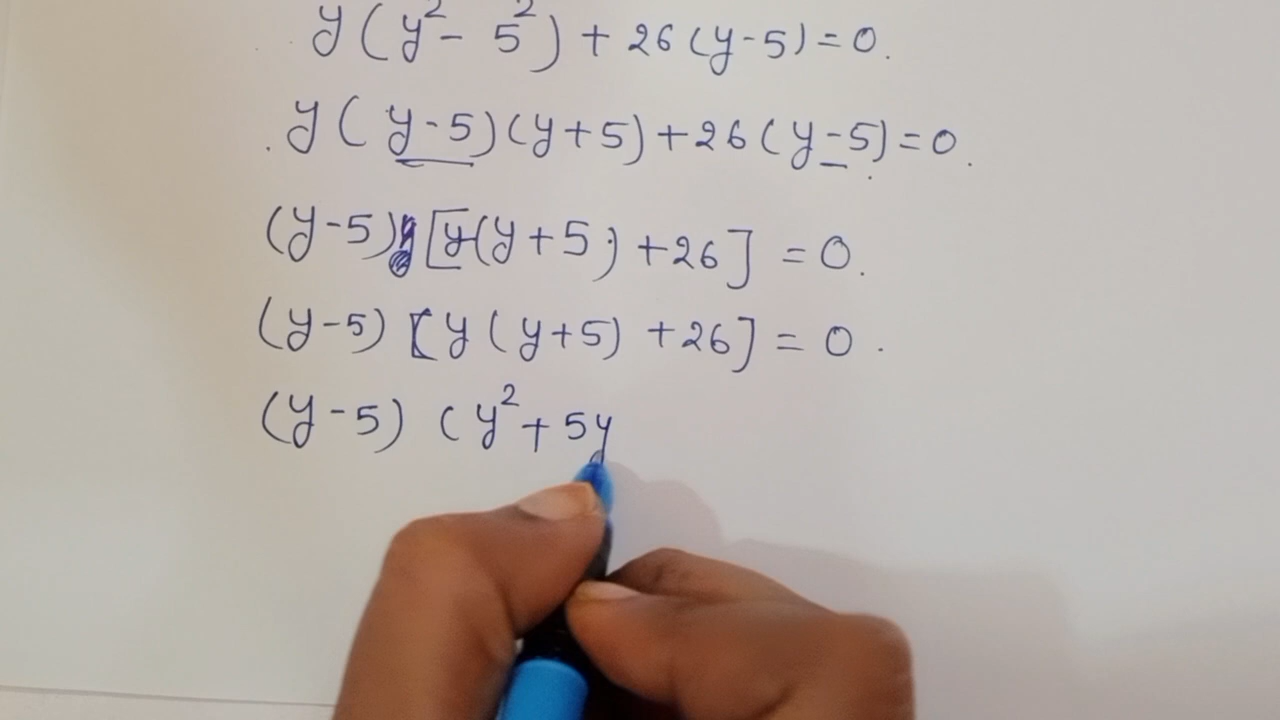 y(y²- 5²) + 26(y-5)=0.
y(y-5)(y+5)+26(y-5)=0.
(y-5)[y(y+5)+26] =0.
(y-5) [y(y+5) +26] = 0.
(y-5) (y²+5y